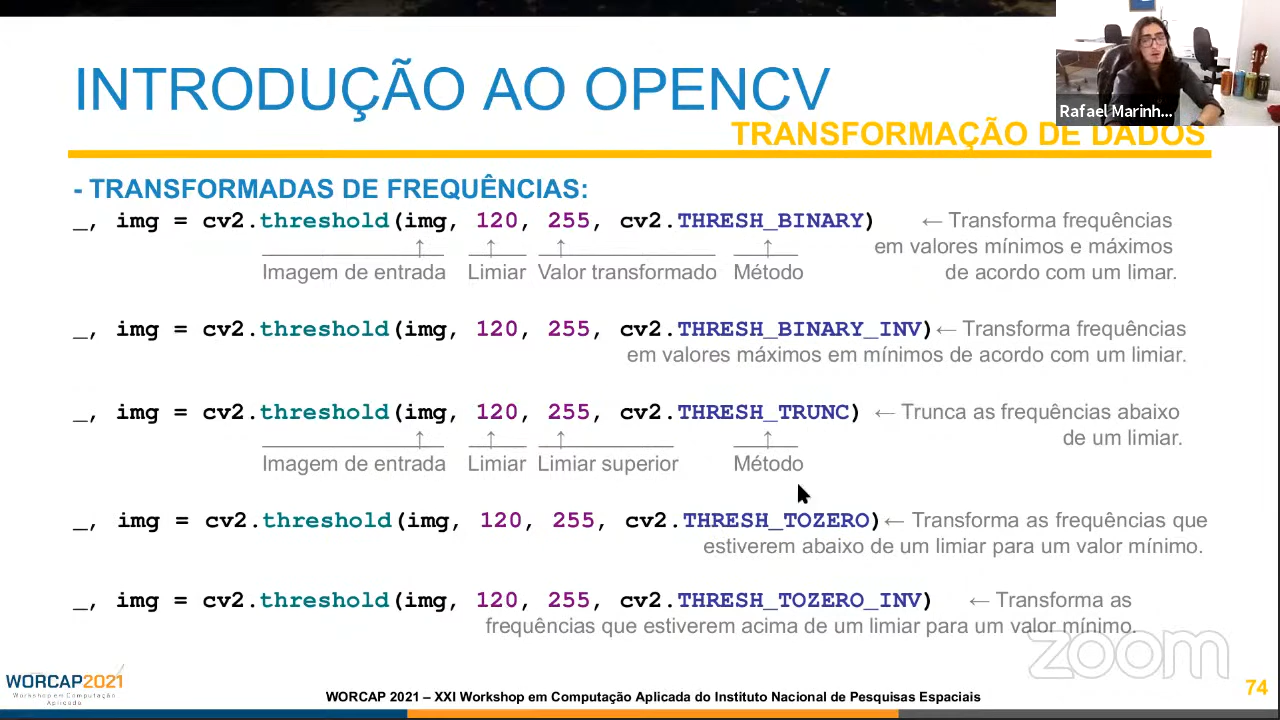 INTRODUÇÃO AO OPENCV
Rafael Marinh...
TRANSFORMAÇÃO DE DADOS
- TRANSFORMADAS DE FREQUÊNCIAS:
_, img = cv2.threshold(img, 120, 255, cv2.THRESH_BINARY) ← Transforma frequências
em valores mínimos e máximos
Imagem de entrada Limiar Valor transformado Método de acordo com um limar.
_, img = cv2.threshold(img, 120, 255, cv2.THRESH_BINARY_INV) ← Transforma frequências
em valores máximos em mínimos de acordo com um limiar.
_, img = cv2.threshold(img, 120, 255, cv2.THRESH_TRUNC) ← Trunca as frequências abaixo
de um limiar.
Imagem de entrada Limiar Limiar superior Método
_, img = cv2.threshold(img, 120, 255, cv2.THRESH_TOZERO) ← Transforma as frequências que
estiverem abaixo de um limiar para um valor mínimo.
_, img = cv2.threshold(img, 120, 255, cv2.THRESH_TOZERO_INV) ← Transforma as
frequências que estiverem acima de um limiar para um valor mínimo.
zoom
WORCAP2021
Workshop em Computação
Aplicada
WORCAP 2021 – XXI Workshop em Computação Aplicada do Instituto Nacional de Pesquisas Espaciais
74